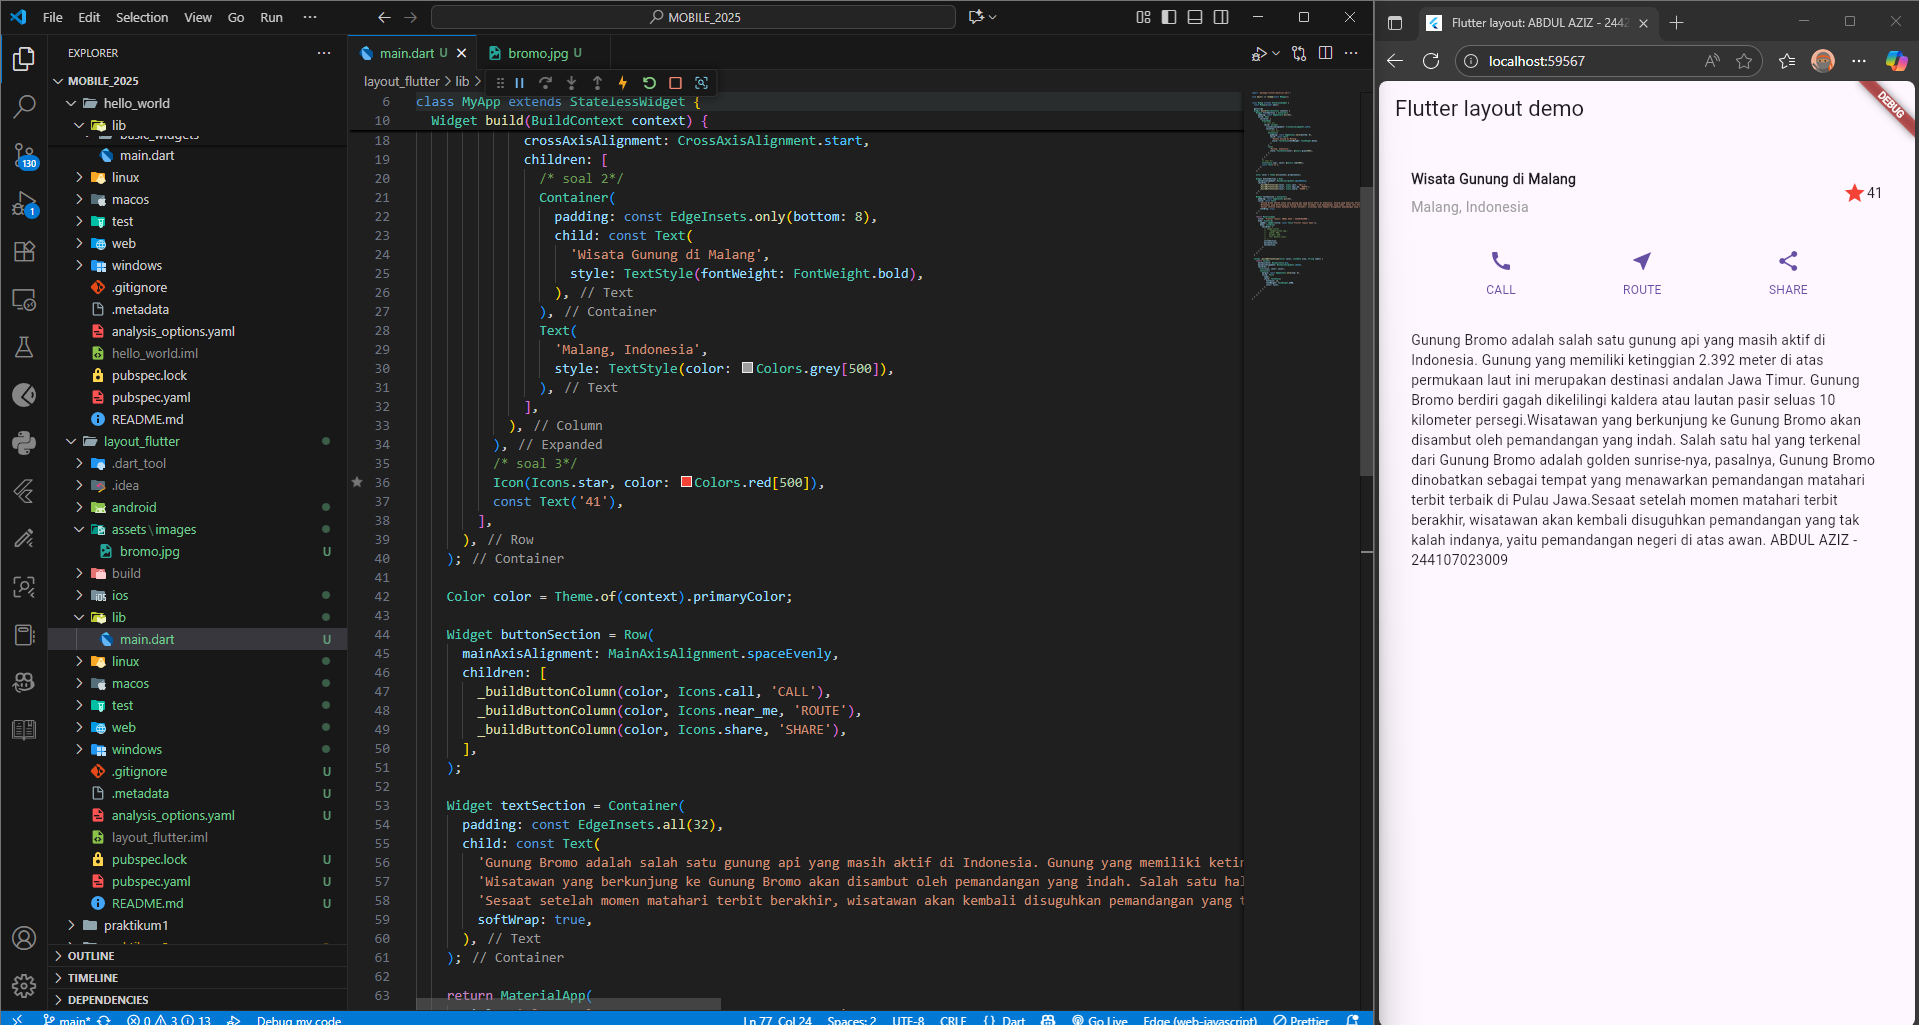 File Edit Selection View Go Run ···
MOBILE_2025
EXPLORER
MOBILE_2025
hello_world
lib
basic_widgets
main.dart
linux
macos
test
web
windows
.gitignore
.metadata
analysis_options.yaml
hello_world.iml
pubspec.lock
pubspec.yaml
README.md
layout_flutter
.dart_tool
.idea
android
assets\images
bromo.jpg U
build
ios
lib
main.dart U
linux
macos
test
web
windows
.gitignore U
.metadata U
analysis_options.yaml U
layout_flutter.iml
pubspec.lock U
pubspec.yaml U
README.md U
praktikum1
OUTLINE
TIMELINE
DEPENDENCIES
130
1
main.dart U
bromo.jpg U
layout_flutter > lib >
6 class MyApp extends StatelessWidget {
10 Widget build(BuildContext context) {
18 crossAxisAlignment: CrossAxisAlignment.start,
19 children: [
20 /* soal 2*/
21 Container(
22 padding: const EdgeInsets.only(bottom: 8),
23 child: const Text(
24 'Wisata Gunung di Malang',
25 style: TextStyle(fontWeight: FontWeight.bold),
26 ), // Text
27 ), // Container
28 Text(
29 'Malang, Indonesia',
30 style: TextStyle(color: Colors.grey[500]),
31 ), // Text
32 ],
33 ), // Column
34 ), // Expanded
35 /* soal 3*/
36 Icon(Icons.star, color: Colors.red[500]),
37 const Text('41'),
38 ],
39 ), // Row
40 ); // Container
41
42 Color color = Theme.of(context).primaryColor;
43
44 Widget buttonSection = Row(
45 mainAxisAlignment: MainAxisAlignment.spaceEvenly,
46 children: [
47 _buildButtonColumn(color, Icons.call, 'CALL'),
48 _buildButtonColumn(color, Icons.near_me, 'ROUTE'),
49 _buildButtonColumn(color, Icons.share, 'SHARE'),
50 ],
51 );
52
53 Widget textSection = Container(
54 padding: const EdgeInsets.all(32),
55 child: const Text(
56 'Gunung Bromo adalah salah satu gunung api yang masih aktif di Indonesia. Gunung yang memiliki ketin
57 'Wisatawan yang berkunjung ke Gunung Bromo akan disambut oleh pemandangan yang indah. Salah satu hal
58 'Sesaat setelah momen matahari terbit berakhir, wisatawan akan kembali disuguhkan pemandangan yang t
59 softWrap: true,
60 ), // Text
61 ); // Container
62
63 return MaterialApp(
main* 0 3 13 Debug my code Ln 77, Col 24 Spaces: 2 UTF-8 CRLF {} Dart Go Live Edge (web-javascript) Prettier
Flutter layout: ABDUL AZIZ - 2442
localhost:59567
Flutter layout demo
DEBUG
Wisata Gunung di Malang
Malang, Indonesia
41
CALL ROUTE SHARE
Gunung Bromo adalah salah satu gunung api yang masih aktif di
Indonesia. Gunung yang memiliki ketinggian 2.392 meter di atas
permukaan laut ini merupakan destinasi andalan Jawa Timur. Gunung
Bromo berdiri gagah dikelilingi kaldera atau lautan pasir seluas 10
kilometer persegi.Wisatawan yang berkunjung ke Gunung Bromo akan
disambut oleh pemandangan yang indah. Salah satu hal yang terkenal
dari Gunung Bromo adalah golden sunrise-nya, pasalnya, Gunung Bromo
dinobatkan sebagai tempat yang menawarkan pemandangan matahari
terbit terbaik di Pulau Jawa.Sesaat setelah momen matahari terbit
berakhir, wisatawan akan kembali disuguhkan pemandangan yang tak
kalah indanya, yaitu pemandangan negeri di atas awan. ABDUL AZIZ -
244107023009